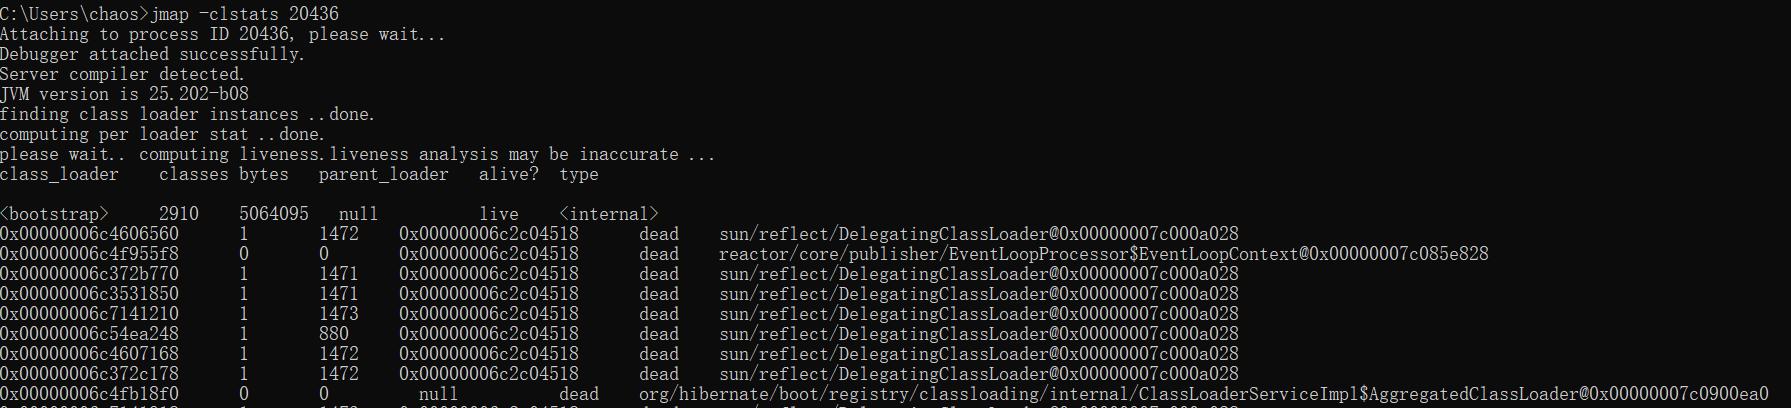 C:\Users\chaos>jmap -clstats 20436
Attaching to process ID 20436, please wait...
Debugger attached successfully.
Server compiler detected.
JVM version is 25.202-b08
finding class loader instances ..done.
computing per loader stat ..done.
please wait.. computing liveness.liveness analysis may be inaccurate ...
class_loader classes bytes parent_loader alive? type
<bootstrap> 2910 5064095 null live <internal>
0x00000006c4606560 1 1472 0x00000006c2c04518 dead sun/reflect/DelegatingClassLoader@0x00000007c000a028
0x00000006c4f955f8 0 0 0x00000006c2c04518 dead reactor/core/publisher/EventLoopProcessor$EventLoopContext@0x00000007c085e828
0x00000006c372b770 1 1471 0x00000006c2c04518 dead sun/reflect/DelegatingClassLoader@0x00000007c000a028
0x00000006c3531850 1 1471 0x00000006c2c04518 dead sun/reflect/DelegatingClassLoader@0x00000007c000a028
0x00000006c7141210 1 1473 0x00000006c2c04518 dead sun/reflect/DelegatingClassLoader@0x00000007c000a028
0x00000006c54ea248 1 880 0x00000006c2c04518 dead sun/reflect/DelegatingClassLoader@0x00000007c000a028
0x00000006c4607168 1 1472 0x00000006c2c04518 dead sun/reflect/DelegatingClassLoader@0x00000007c000a028
0x00000006c372c178 1 1472 0x00000006c2c04518 dead sun/reflect/DelegatingClassLoader@0x00000007c000a028
0x00000006c4fb18f0 0 0 null dead org/hibernate/boot/registry/classloading/internal/ClassLoaderServiceImpl$AggregatedClassLoader@0x00000007c0900ea0